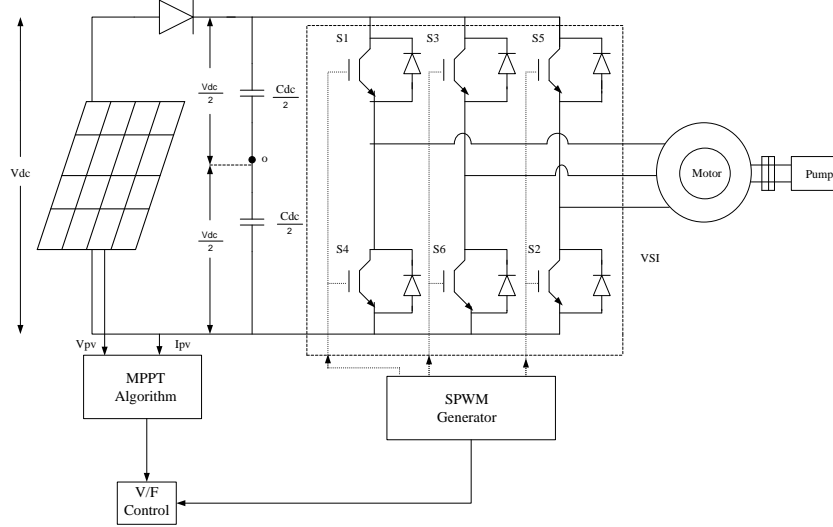 S1
S3
S5
Vdc
2
Cdc
2
Vdc
o
Motor
Pump
Vdc
2
Cdc
2
S4
S6
S2
VSI
Vpv
Ipv
MPPT
Algorithm
SPWM
Generator
V/F
Control